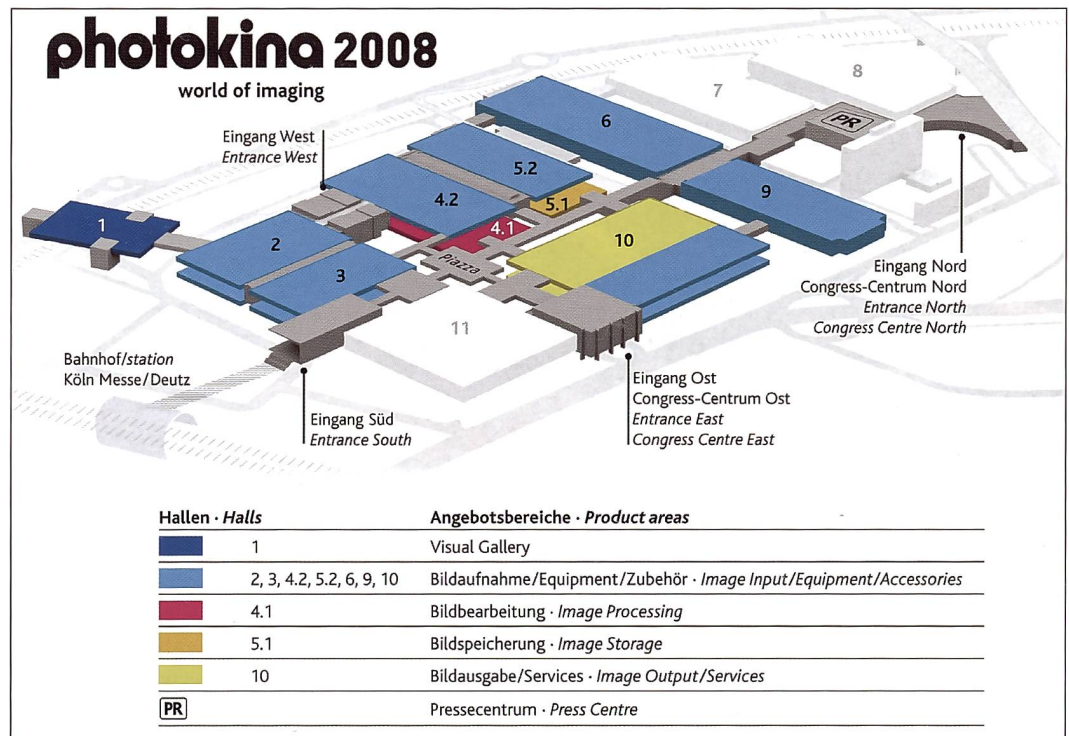 photokina 2008
world of imaging
Eingang West
Entrance West
7
8
6
PR
5.2
5.1
4.2
4.1
9
1
2
10
3
Piazza
11
Eingang Nord
Congress-Centrum Nord
Entrance North
Congress Centre North
Bahnhof/station
Köln Messe/Deutz
Eingang Süd
Entrance South
Eingang Ost
Congress-Centrum Ost
Entrance East
Congress Centre East
Hallen · Halls Angebotsbereiche · Product areas
1 Visual Gallery
2, 3, 4.2, 5.2, 6, 9, 10 Bildaufnahme/Equipment/Zubehör · Image Input/Equipment/Accessories
4.1 Bildbearbeitung · Image Processing
5.1 Bildspeicherung · Image Storage
10 Bildausgabe/Services · Image Output/Services
PR Pressecentrum · Press Centre